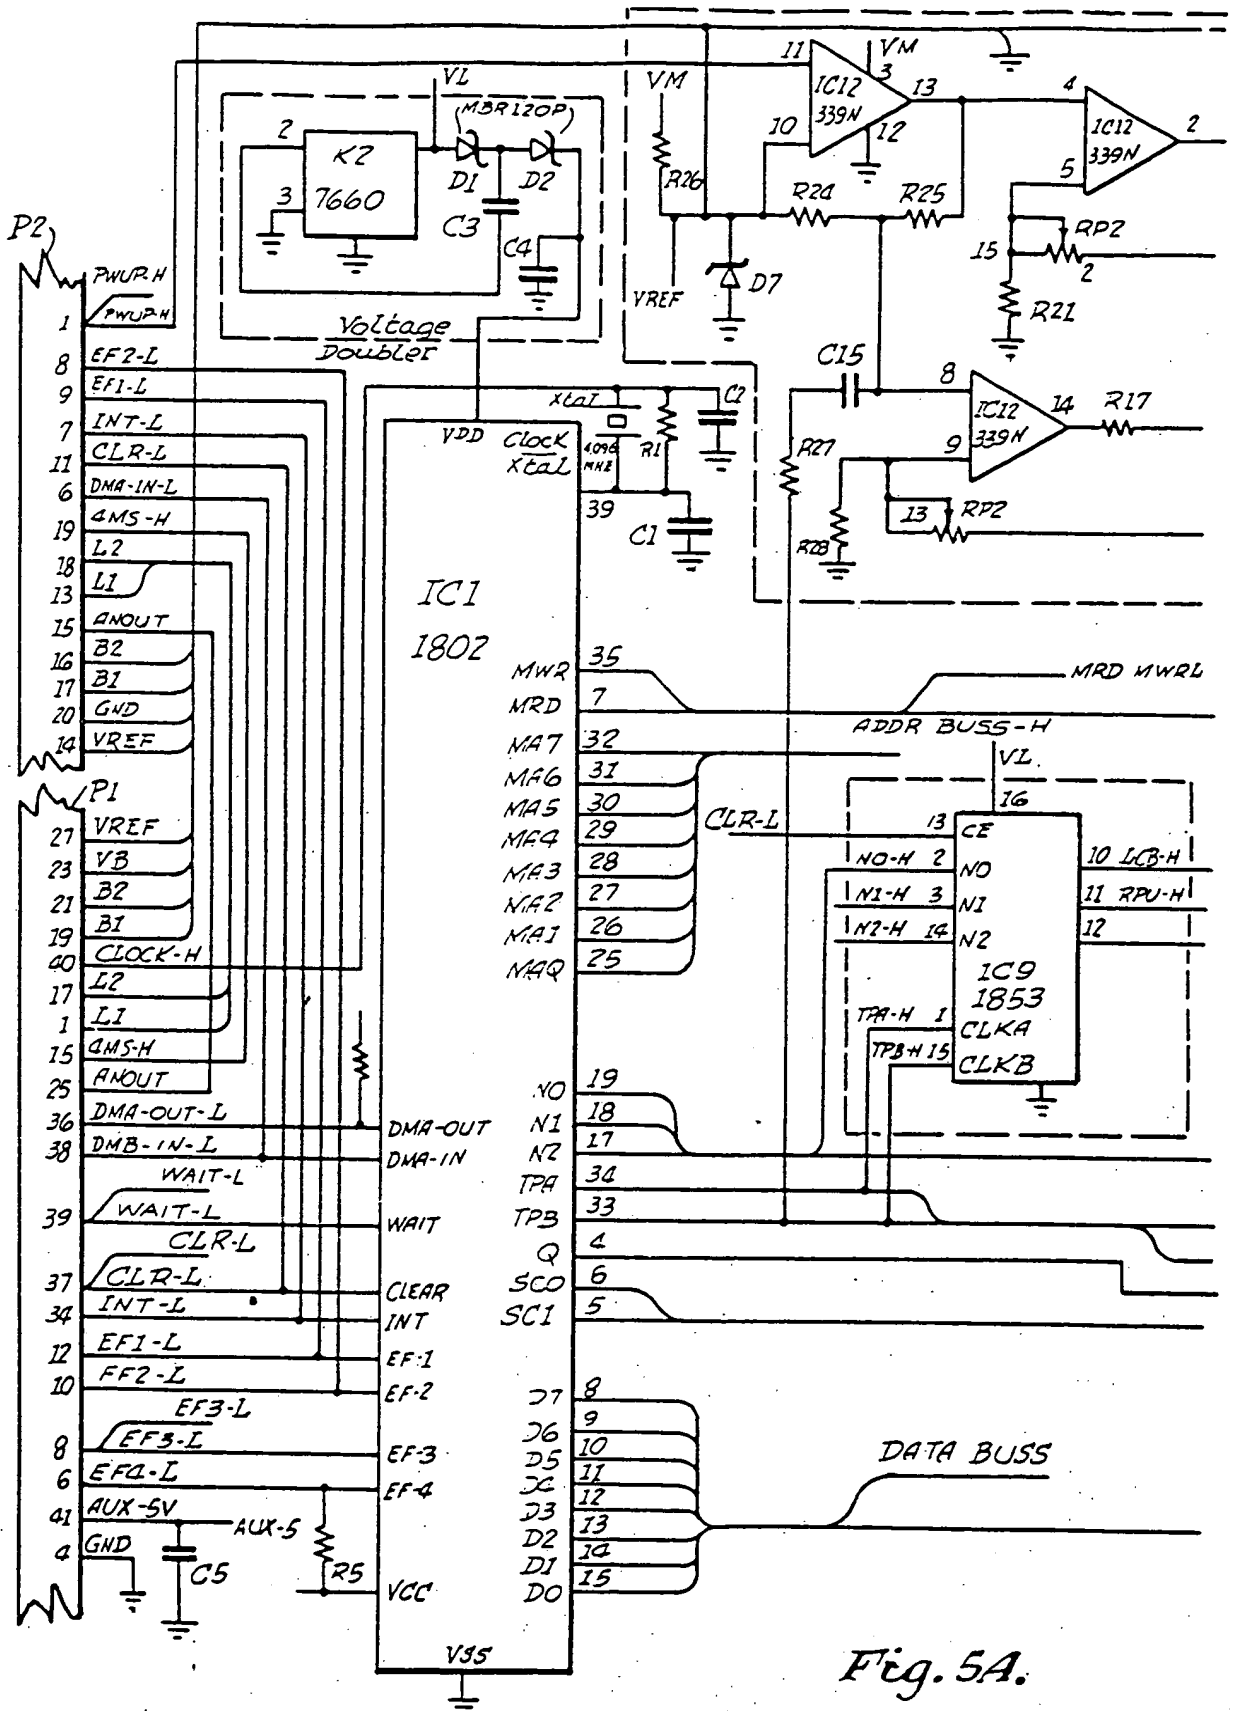 P2
PWUP-H
1 PWUP-H
8 EF2-L
9 EF1-L
7 INT-L
11 CLR-L
6 DMA-IN-L
19 4MS-H
18 L2
13 L1
15 ANOUT
16 B2
17 B1
20 GND
14 VREF
P1
27 VREF
23 VB
21 B2
19 B1
40 CLOCK-H
17 L2
1 L1
15 4MS-H
25 ANOUT
36 DMA-OUT-L
38 DMB-IN-L
WAIT-L
39 WAIT-L
CLR-L
37 CLR-L
34 INT-L
12 EF1-L
10 FF2-L
EF3-L
8 EF3-L
6 EF4-L
41 AUX-5V
AUX-5
4 GND
C5
R5
VL
MBR120P
2
3
K2
7660
D1
D2
C3
C4
Voltage
Doubler
VDD
CLOCK
Xtal
39
Xtal
4.096
MHZ
R1
C2
C1
IC1
1802
DMA-OUT
DMA-IN
WAIT
CLEAR
INT
EF-1
EF-2
EF-3
EF-4
VCC
VSS
MWR 35
MRD 7
MA7 32
MA6 31
MA5 30
MA4 29
MA3 28
MA2 27
MA1 26
MAQ 25
NO 19
N1 18
N2 17
TPA 34
TPB 33
Q 4
SCO 6
SC1 5
D7 8
D6 9
D5 10
D4 11
D3 12
D2 13
D1 14
DO 15
MRD MWRL
ADDR BUSS-H
DATA BUSS
VM
R26
VREF
D7
11
10
IC12
339N
VM
3
12
13
R24
R25
4
5
IC12
339N
2
15
RP2
2
R21
C15
R27
8
9
IC12
339N
14
R17
13
RP2
R28
VL
16
CLR-L 13 CE
NO-H 2 NO
N1-H 3 N1
N2-H 14 N2
IC9
1853
TPA-H 1 CLKA
TPB-H 15 CLKB
10 LCB-H
11 RPU-H
12
Fig. 5A.